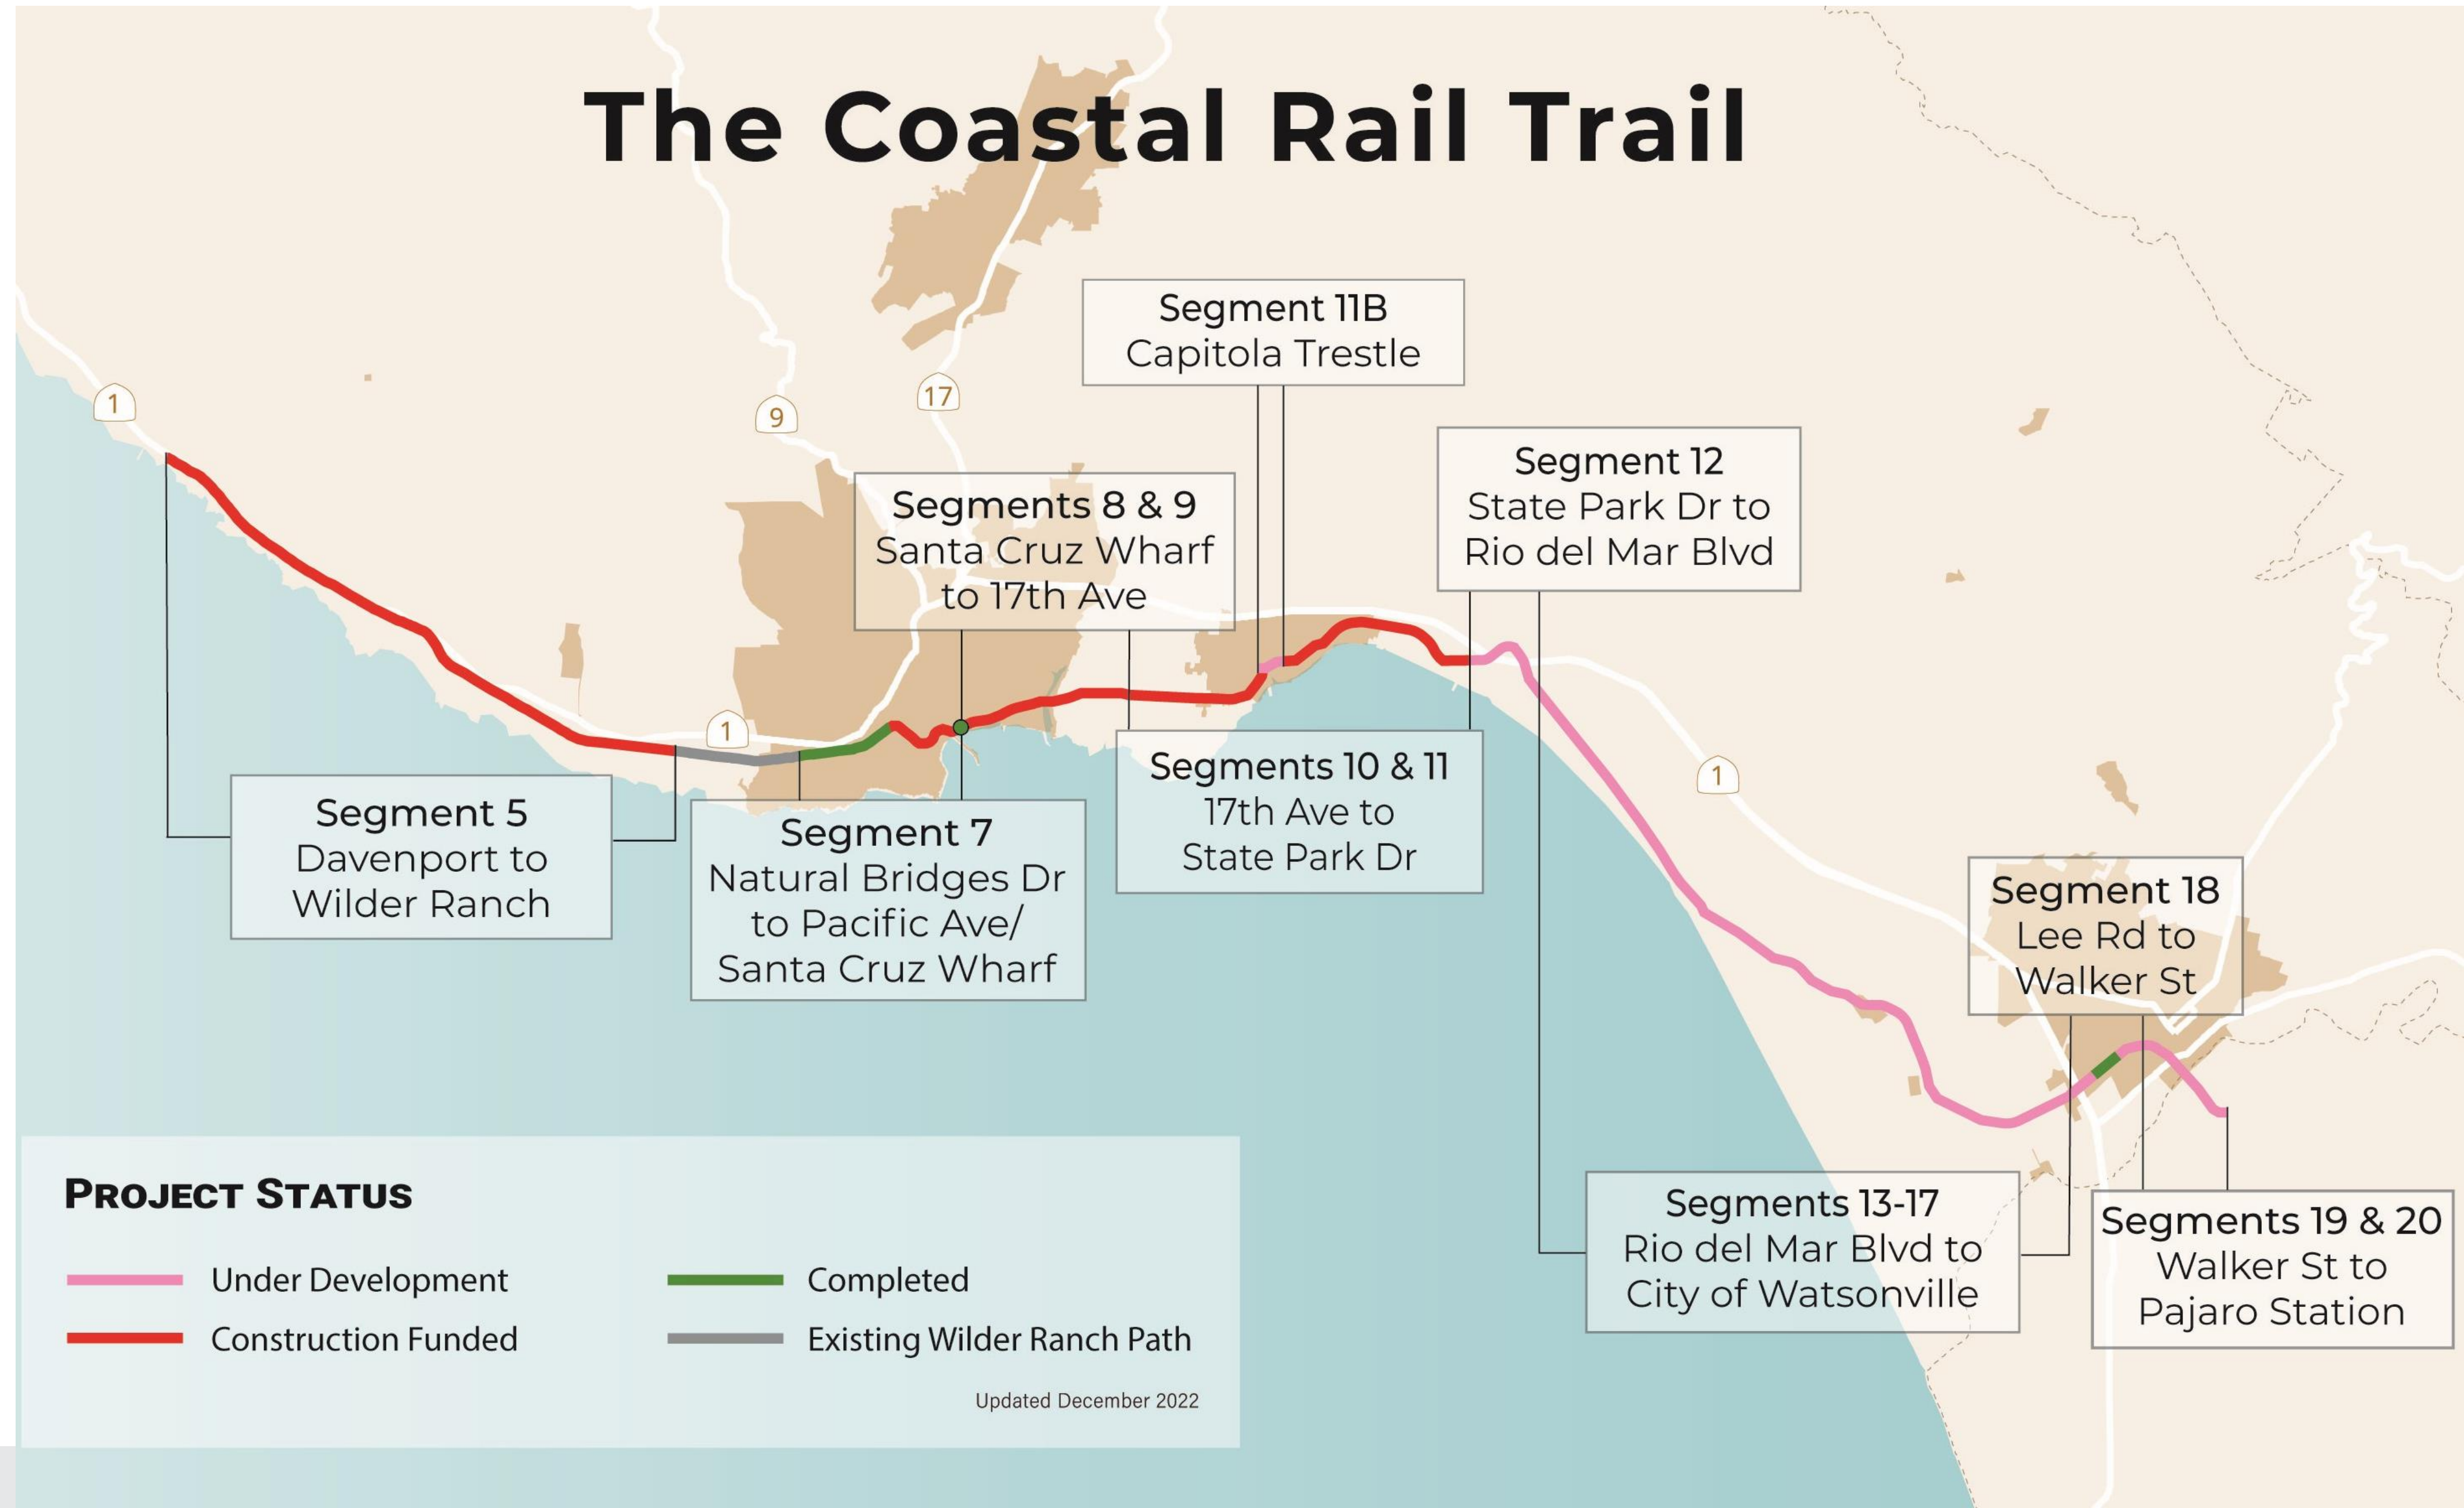 The Coastal Rail Trail
Segment 11B
Capitola Trestle
1
9
17
Segment 12
State Park Dr to
Rio del Mar Blvd
Segments 8 & 9
Santa Cruz Wharf
to 17th Ave
1
1
Segments 10 & 11
17th Ave to
State Park Dr
Segment 5
Davenport to
Wilder Ranch
Segment 7
Natural Bridges Dr
to Pacific Ave/
Santa Cruz Wharf
Segment 18
Lee Rd to
Walker St
Segments 13-17
Rio del Mar Blvd to
City of Watsonville
Segments 19 & 20
Walker St to
Pajaro Station
PROJECT STATUS
Under Development
Completed
Construction Funded
Existing Wilder Ranch Path
Updated December 2022